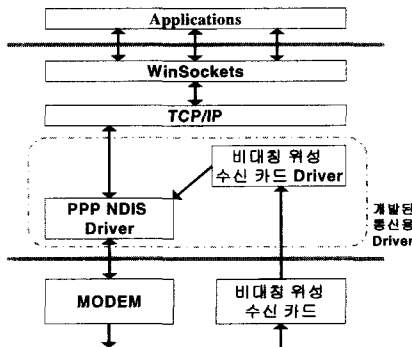 Applications
WinSockets
TCP/IP
비대칭 위성
수신 카드 Driver
PPP NDIS
Driver
개발된
통신용
Driver
MODEM
비대칭 위성
수신 카드